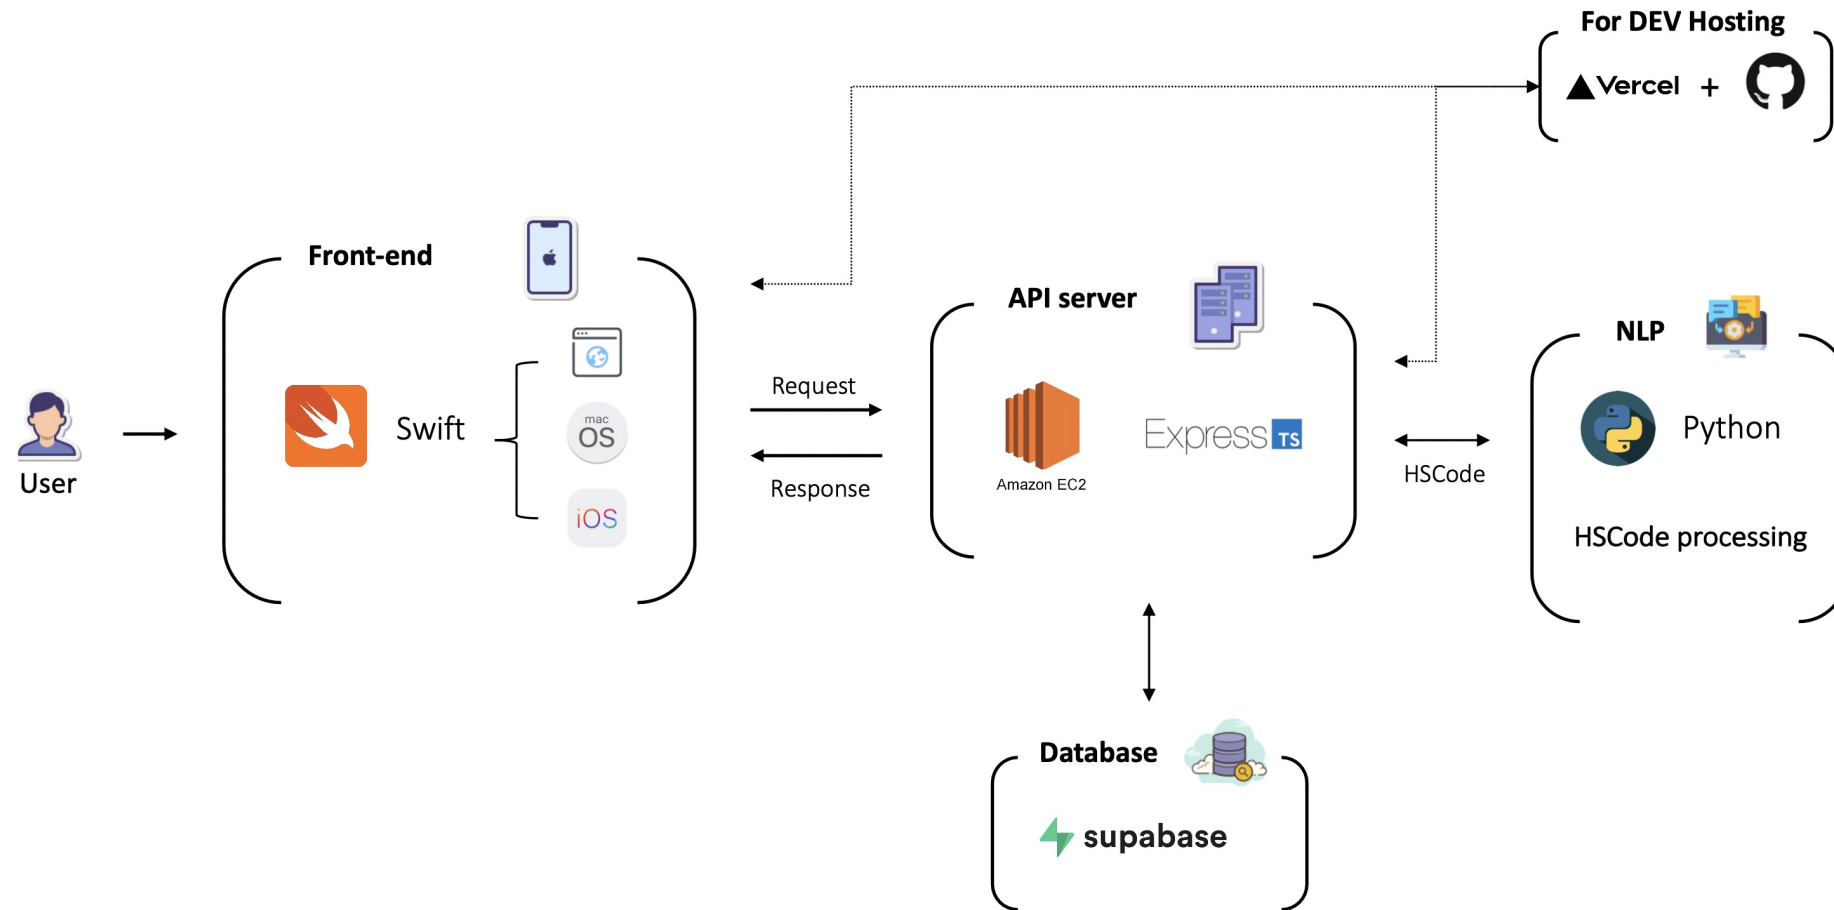 For DEV Hosting
Vercel +
Front-end
API server
NLP
mac
OS
Request
User
Swift
Express TS
Python
Amazon EC2
HSCode
Response
iOS
HSCode processing
Database
supabase